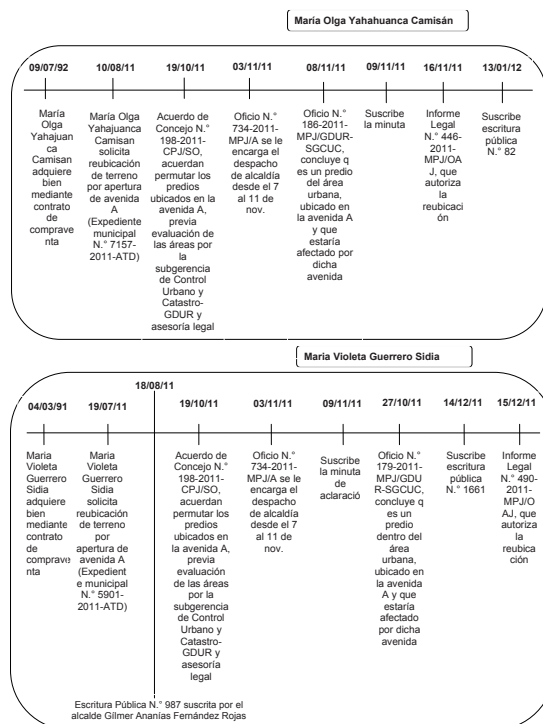 María Olga Yahahuanca Camisán
09/07/92
10/08/11
19/10/11
03/11/11
08/11/11
09/11/11
16/11/11
13/01/12
María
Olga
Yahajuan
ca
Camisan
adquiere
bien
mediante
contrato
de
comprave
nta
María Olga
Yahajuanca
Camisan
solicita
reubicación
de terreno
por apertura
de avenida
A
(Expediente
municipal
N.° 7157-
2011-ATD)
Acuerdo de
Concejo N.°
198-2011-
CPJ/SO,
acuerdan
permutar los
predios
ubicados en la
avenida A,
previa
evaluación de
las áreas por
la
subgerencia
de Control
Urbano y
Catastro-
GDUR y
asesoría legal
Oficio N.°
734-2011-
MPJ/A se le
encarga el
despacho
de alcaldía
desde el 7
al 11 de
nov.
Oficio N.°
186-2011-
MPJ/GDUR-
SGCUC,
concluye q
es un predio
del área
urbana,
ubicado en
la avenida A
y que
estaría
afectado por
dicha
avenida
Suscribe
la minuta
Informe
Legal
N.° 446-
2011-
MPJ/OA
J, que
autoriza
la
reubicaci
ón
Suscribe
escritura
pública
N.° 82
Maria Violeta Guerrero Sidia
18/08/11
04/03/91
19/07/11
19/10/11
03/11/11
09/11/11
27/10/11
14/12/11
15/12/11
Maria
Violeta
Guerrero
Sidia
adquiere
bien
mediante
contrato
de
comprave
nta
Maria
Violeta
Guerrero
Sidia
solicita
reubicación
de terreno
por
apertura de
avenida A
(Expedient
e municipal
N.° 5901-
2011-ATD)
Acuerdo de
Concejo N.°
198-2011-
CPJ/SO,
acuerdan
permutar los
predios
ubicados en
la avenida A,
previa
evaluación
de las áreas
por la
subgerencia
de Control
Urbano y
Catastro-
GDUR y
asesoría
legal
Oficio N.°
734-2011-
MPJ/A se le
encarga el
despacho
de alcaldía
desde el 7
al 11 de
nov.
Suscribe
la minuta
de
aclaració
Oficio N.°
179-2011-
MPJ/GDU
R-SGCUC,
concluye q
es un
predio
dentro del
área
urbana,
ubicado en
la avenida
A y que
estaría
afectado
por dicha
avenida
Suscribe
escritura
pública
N.° 1661
Informe
Legal
N.° 490-
2011-
MPJ/O
AJ, que
autoriza
la
reubica
ción
Escritura Pública N.° 987 suscrita por el
alcalde Gilmer Ananías Fernández Rojas